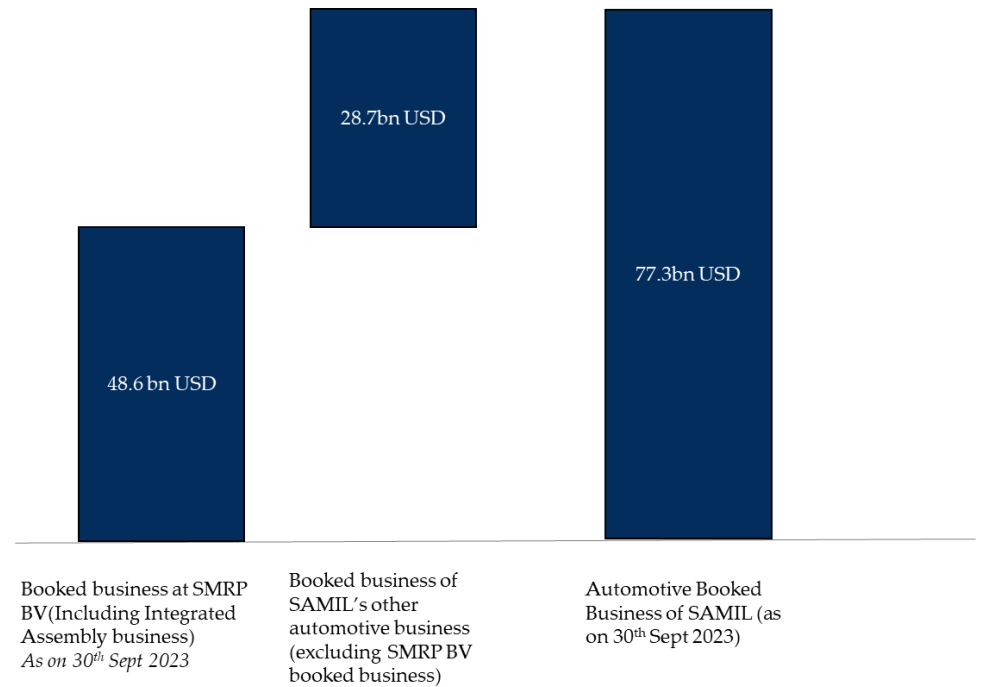 28.7bn USD
77.3bn USD
48.6 bn USD
Booked business at SMRP
BV(Including Integrated
Assembly business)
As on 30th Sept 2023
Booked business of
SAMIL's other
automotive business
(excluding SMRP BV
booked business)
Automotive Booked
Business of SAMIL (as
on 30th Sept 2023)